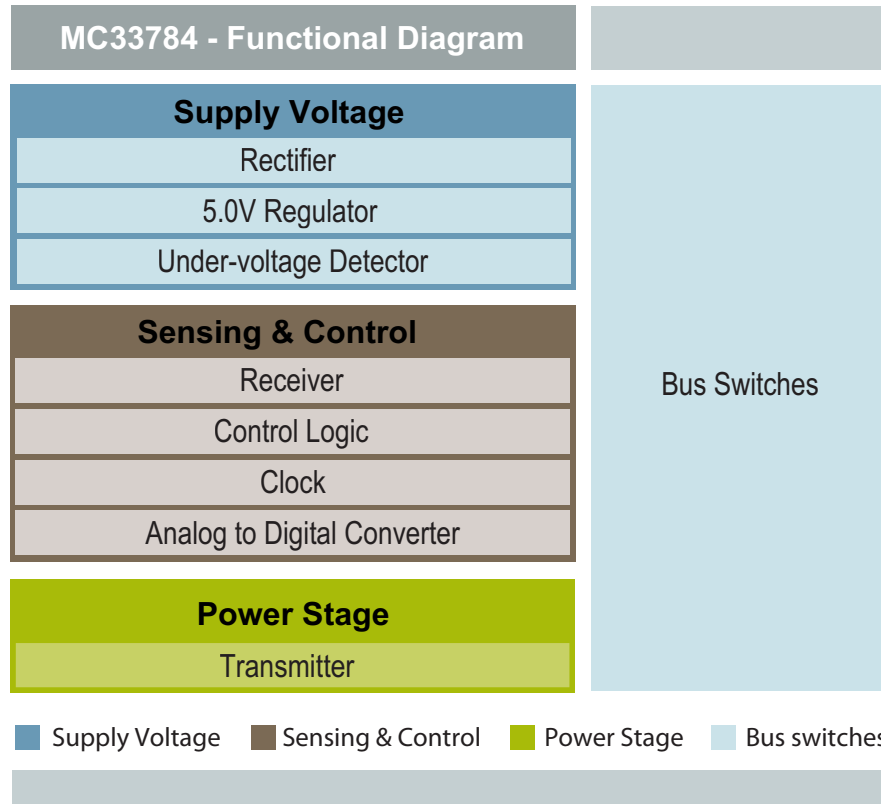 MC33784 - Functional Diagram
Supply Voltage
Rectifier
5.0V Regulator
Under-voltage Detector
Sensing & Control
Receiver
Control Logic
Clock
Analog to Digital Converter
Power Stage
Transmitter
Bus Switches
Supply Voltage Sensing & Control Power Stage Bus switches